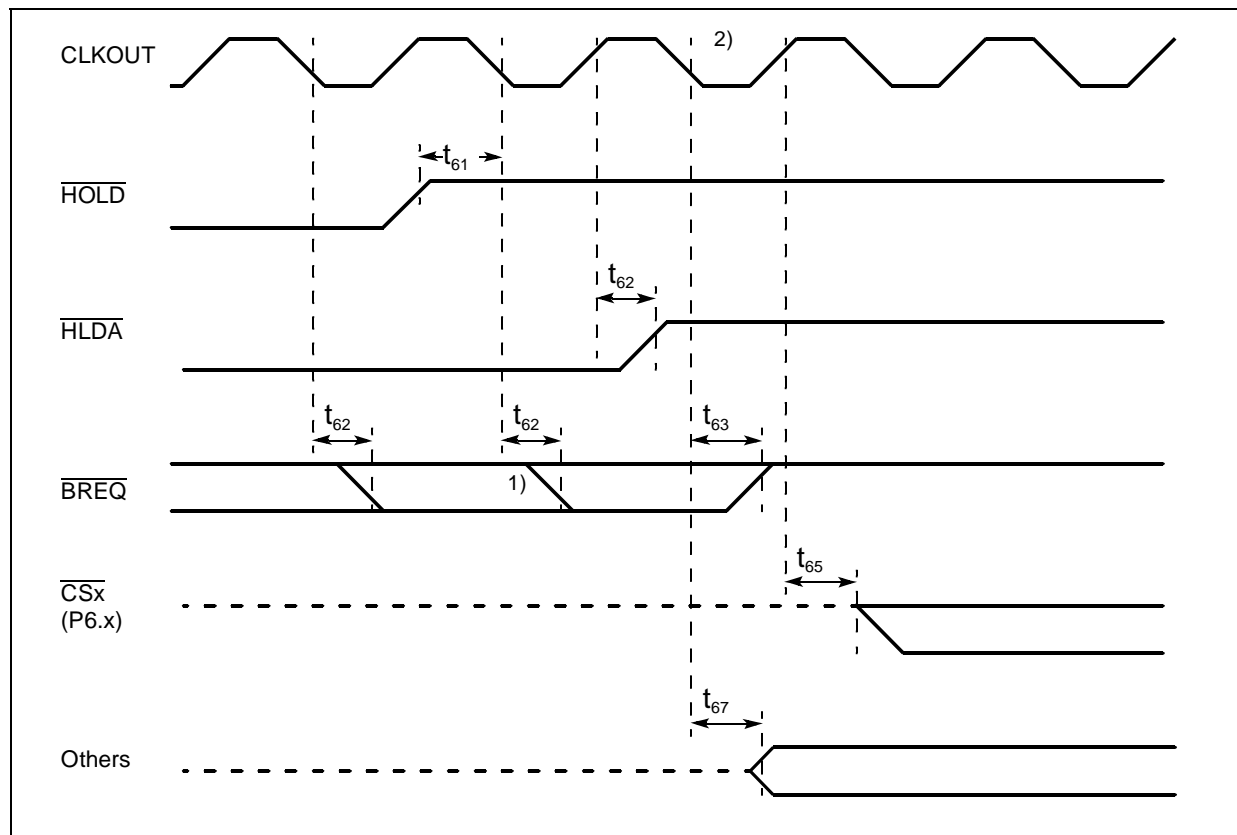 CLKOUT
2)
t61
HOLD
t62
HLDA
t62
t62
t63
BREQ
1)
t65
CSx
(P6.x)
t67
Others